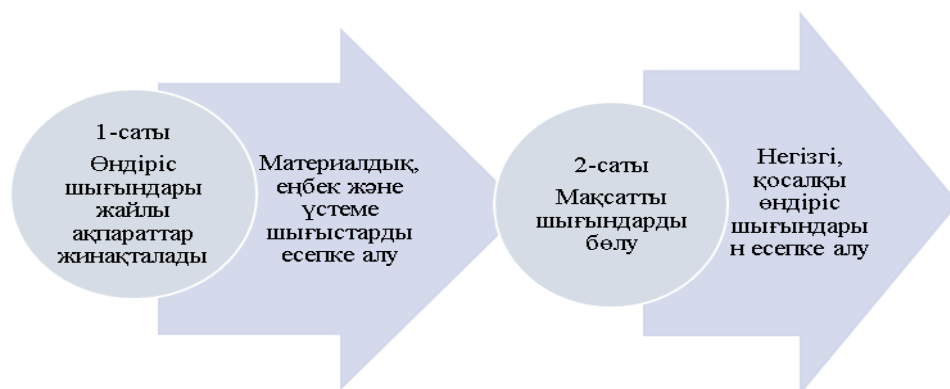 1-саты
Өндіріс
шығындары
жайлы
ақпараттар
жинақталады
Материалдық,
еңбек және
үстеме
шығыстарды
есепке алу
2-саты
Мақсатты
шығындарды
бөлу
Негізгі,
қосалқы
өндіріс
шығындары
н есепке алу